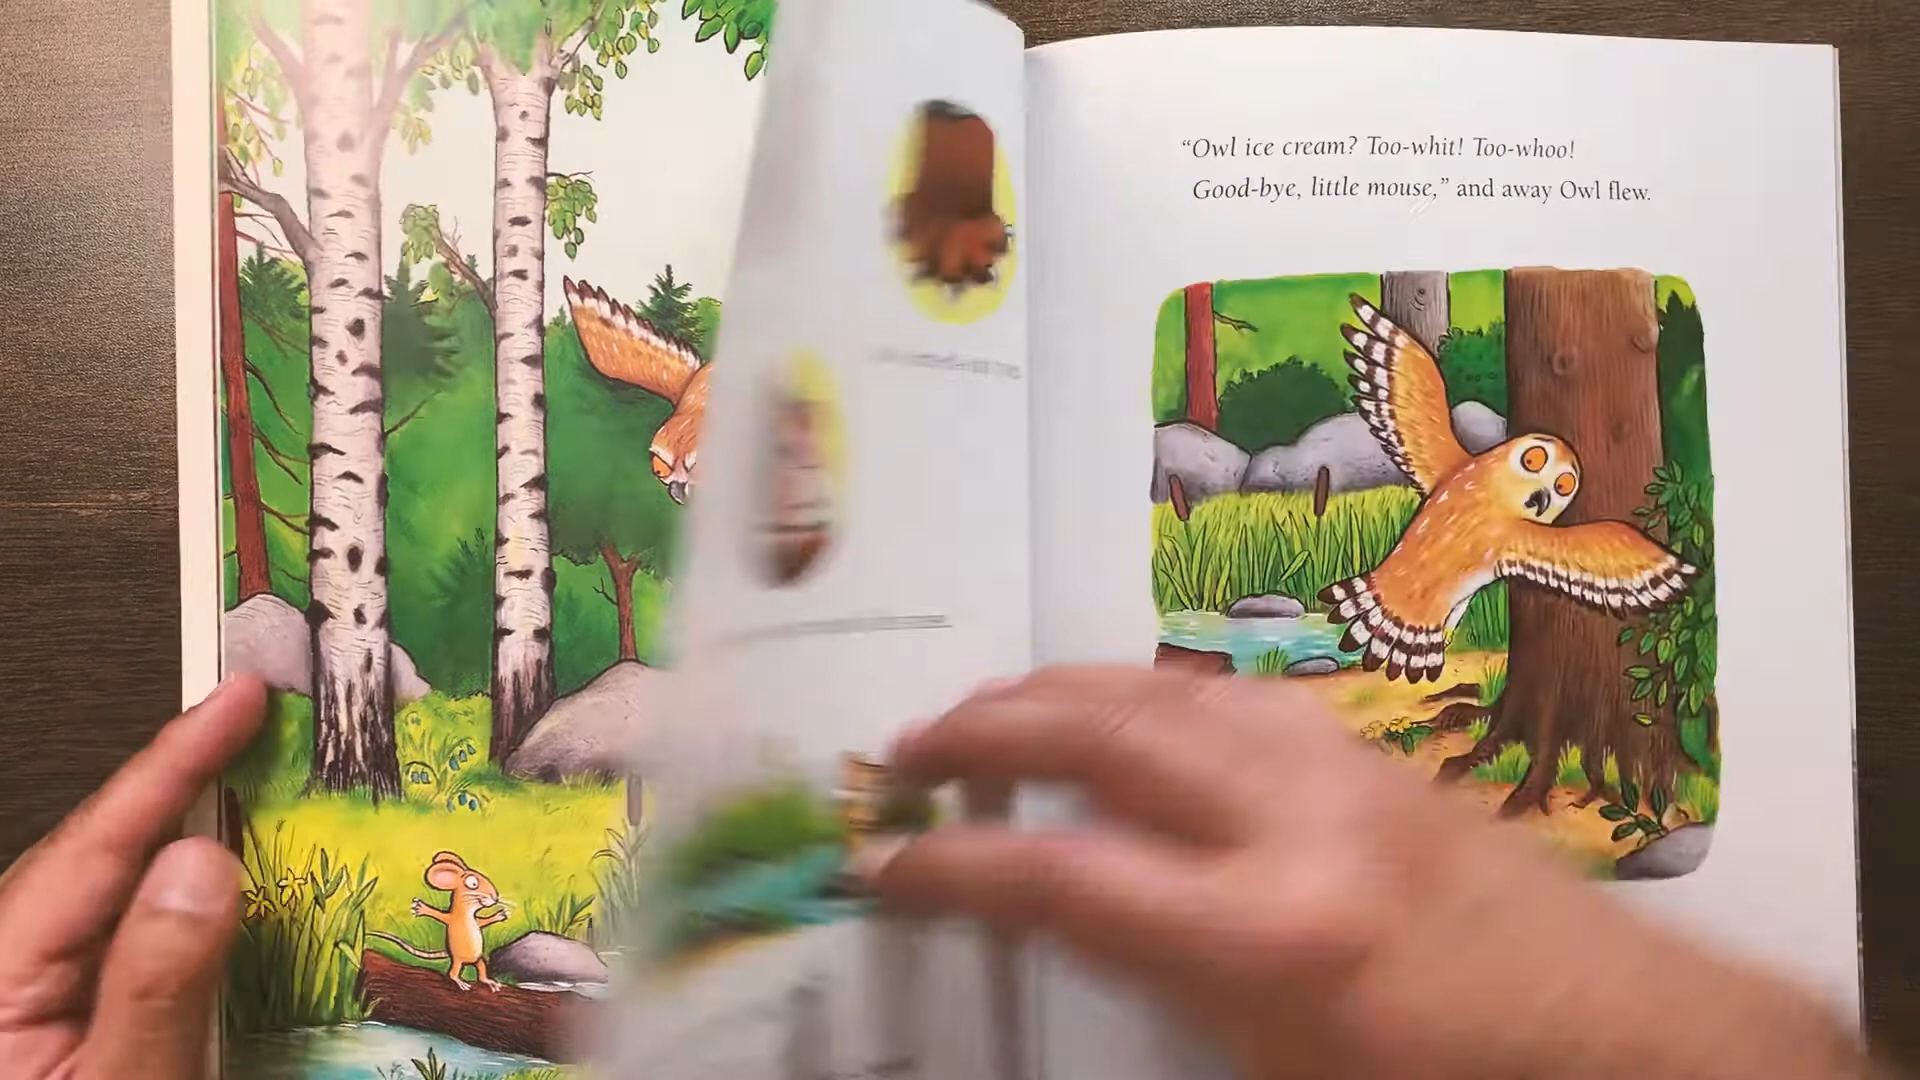 “Owl ice cream? Too-whit! Too-whoo!
Good-bye, little mouse,” and away Owl flew.